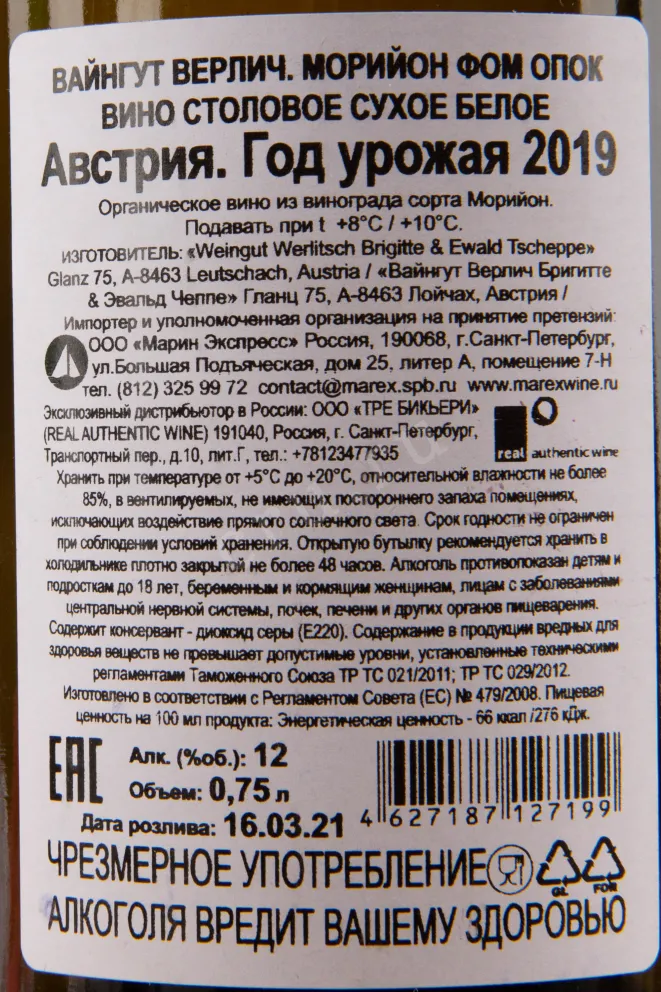 ВАЙНГУТ ВЕРЛИЧ. МОРИЙОН ФОМ ОПОК
ВИНО СТОЛОВОЕ СУХОЕ БЕЛОЕ
Австрия. Год урожая 2019
Органическое вино из винограда сорта Морийон.
Подавать при t +8°C / +10°C.
ИЗГОТОВИТЕЛЬ: «Weingut Werlitsch Brigitte & Ewald Tscheppe»
Glanz 75, A-8463 Leutschach, Austria / «Вайнгут Верлич Бригитте
& Эвальд Чеппе» Гланц 75, А-8463 Лойчах, Австрия /
Импортер и уполномоченная организация на принятие претензий:
ООО «Марин Экспресс» Россия, 190068, г.Санкт-Петербург,
ул.Большая Подъяческая, дом 25, литер А, помещение 7-Н
тел. (812) 325 99 72 contact@marex.spb.ru www.marexwine.ru
Эксклюзивный дистрибьютор в России: ООО «ТРЕ БИКЬЕРИ»
(REAL AUTHENTIC WINE) 191040, Россия, г. Санкт-Петербург,
Транспортный пер., д.10, лит.Г, тел.: +78123477935
real authentic wine
Хранить при температуре от +5°C до +20°C, относительной влажности не более
85%, в вентилируемых, не имеющих постороннего запаха помещениях,
исключающих воздействие прямого солнечного света. Срок годности не ограничен
при соблюдении условий хранения. Открытую бутылку рекомендуется хранить в
холодильнике плотно закрытой не более 48 часов. Алкоголь противопоказан детям и
подросткам до 18 лет, беременным и кормящим женщинам, лицам с заболеваниями
центральной нервной системы, почек, печени и других органов пищеварения.
Содержит консервант - диоксид серы (Е220). Содержание в продукции вредных для
здоровья веществ не превышает допустимые уровни, установленные техническими
регламентами Таможенного Союза ТР ТС 021/2011; ТР ТС 029/2012.
Изготовлено в соответствии с Регламентом Совета (ЕС) № 479/2008. Пищевая
ценность на 100 мл продукта: Энергетическая ценность - 66 ккал /276 кДж.
EAC
Алк. (%об.): 12
Объем: 0,75 л
Дата розлива: 16.03.21
4 627187 127199
ЧРЕЗМЕРНОЕ УПОТРЕБЛЕНИЕ
GL FOR
АЛКОГОЛЯ ВРЕДИТ ВАШЕМУ ЗДОРОВЬЮ